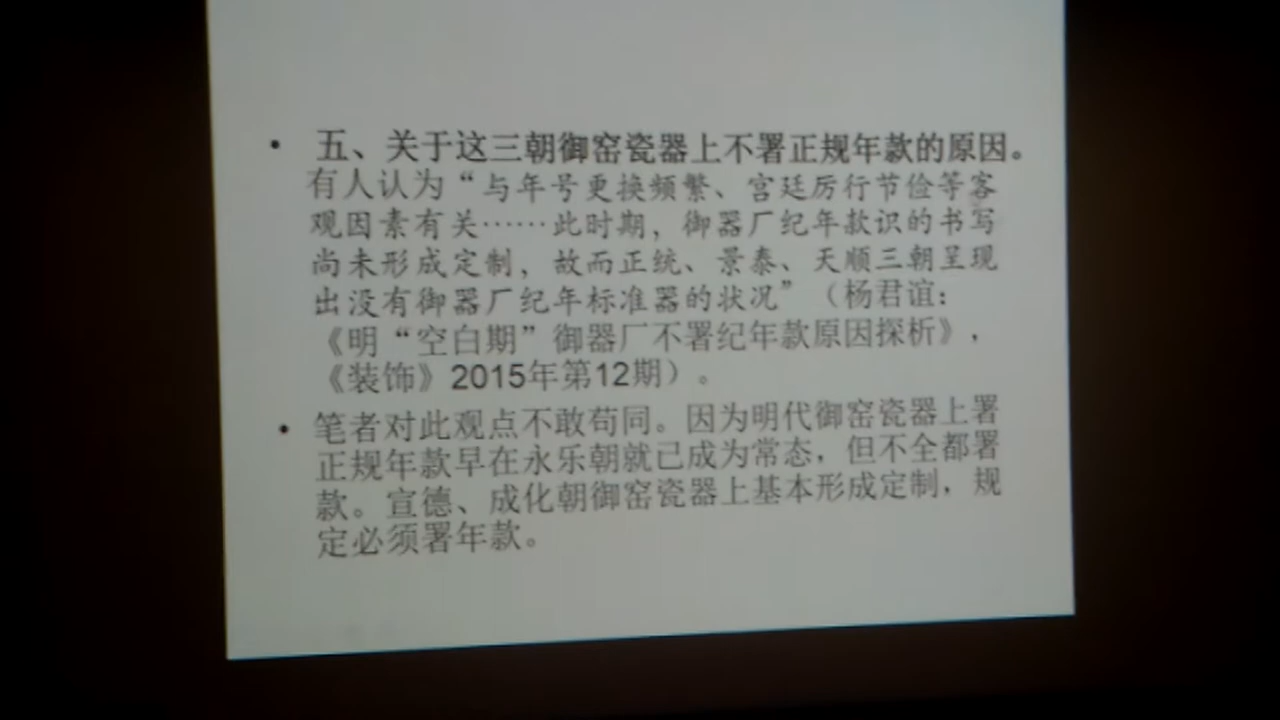 • 五、关于这三朝御窑瓷器上不署正规年款的原因。
有人认为“与年号更换频繁、宫廷厉行节俭等客
观因素有关……此时期，御器厂纪年款识的书写
尚未形成定制，故而正统、景泰、天顺三朝呈现
出没有御器厂纪年标准器的状况”（杨君谊：
《明“空白期”御器厂不署纪年款原因探析》，
《装饰》2015年第12期）。
• 笔者对此观点不敢苟同。因为明代御窑瓷器上署
正规年款早在永乐朝就已成为常态，但不全都署
款。宣德、成化朝御窑瓷器上基本形成定制，规
定必须署年款。